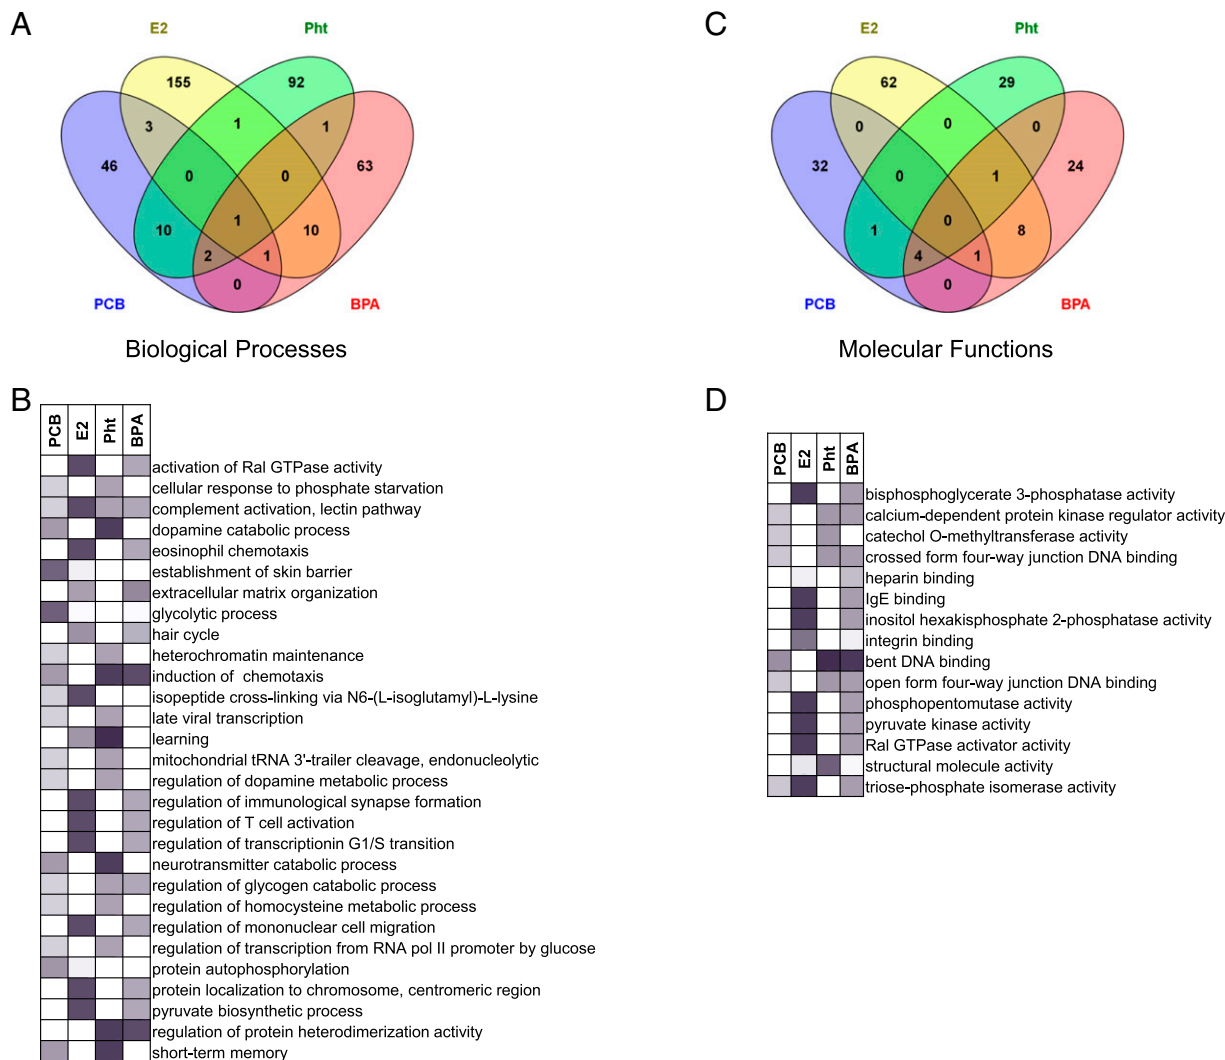 A
E2
Pht
155
92
3
1
1
46
63
0
0
1
10
10
2
1
0
PCB
BPA
Biological Processes
C
E2
Pht
62
29
0
0
0
32
24
0
1
0
1
8
4
1
0
PCB
BPA
Molecular Functions
B
PCB
E2
Pht
BPA
activation of Ral GTPase activity
cellular response to phosphate starvation
complement activation, lectin pathway
dopamine catabolic process
eosinophil chemotaxis
establishment of skin barrier
extracellular matrix organization
glycolytic process
hair cycle
heterochromatin maintenance
induction of chemotaxis
isopeptide cross-linking via N6-(L-isoglutamyl)-L-lysine
late viral transcription
learning
mitochondrial tRNA 3'-trailer cleavage, endonucleolytic
regulation of dopamine metabolic process
regulation of immunological synapse formation
regulation of T cell activation
regulation of transcriptionin G1/S transition
neurotransmitter catabolic process
regulation of glycogen catabolic process
regulation of homocysteine metabolic process
regulation of mononuclear cell migration
regulation of transcription from RNA pol II promoter by glucose
protein autophosphorylation
protein localization to chromosome, centromeric region
pyruvate biosynthetic process
regulation of protein heterodimerization activity
short-term memory
D
PCB
E2
Pht
BPA
bisphosphoglycerate 3-phosphatase activity
calcium-dependent protein kinase regulator activity
catechol O-methyltransferase activity
crossed form four-way junction DNA binding
heparin binding
IgE binding
inositol hexakisphosphate 2-phosphatase activity
integrin binding
bent DNA binding
open form four-way junction DNA binding
phosphopentomutase activity
pyruvate kinase activity
Ral GTPase activator activity
structural molecule activity
triose-phosphate isomerase activity